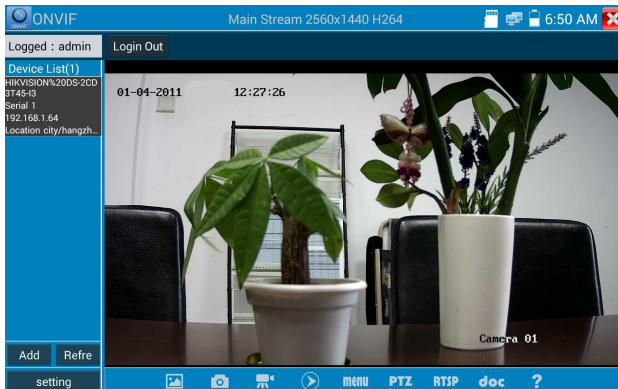 ONVIF
Main Stream 2560x1440 H264
6:50 AM
Logged : admin
Login Out
Device List(1)
HIKVISION%20DS-2CD
3T45-I3
Serial 1
192.168.1.64
Location city/hangzh...
01-04-2011 12:27:26
Camera 01
Add
Refre
setting
menu
PTZ
RTSP
doc
?